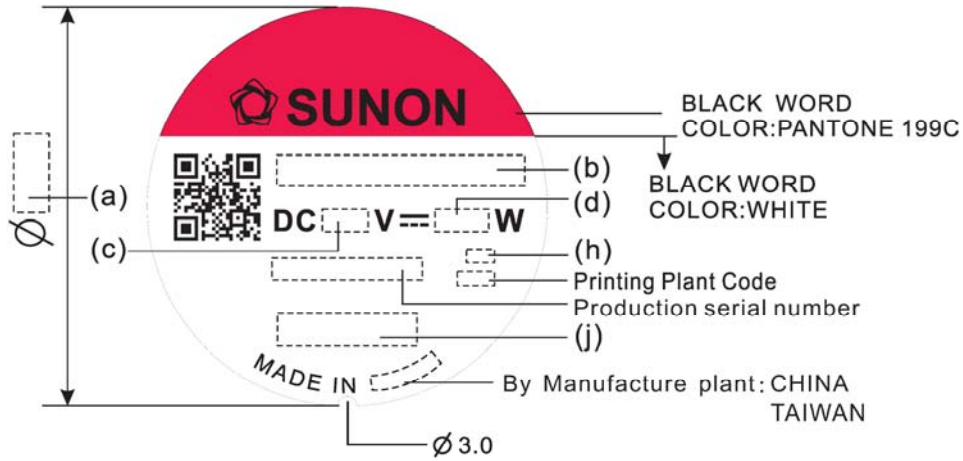 SUNON
BLACK WORD
COLOR:PANTONE 199C
(a)
(b)
BLACK WORD
COLOR:WHITE
(d)
Ø
DC V W
(c)
(h)
Printing Plant Code
Production serial number
(j)
MADE IN
By Manufacture plant: CHINA
TAIWAN
Ø 3.0